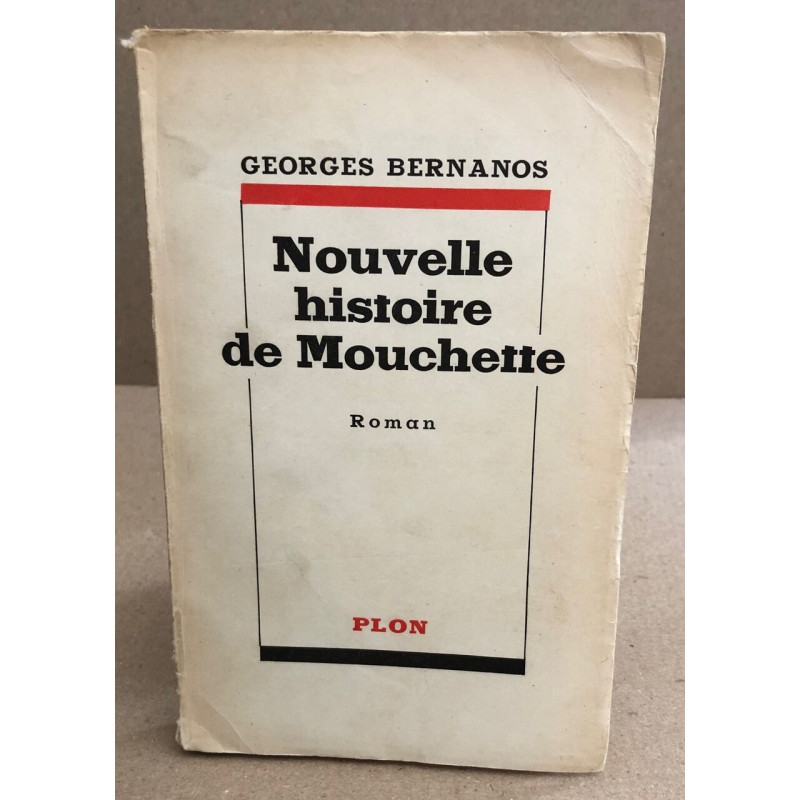 GEORGES BERNANOS
Nouvelle
histoire
de Mouchette
Roman
PLON